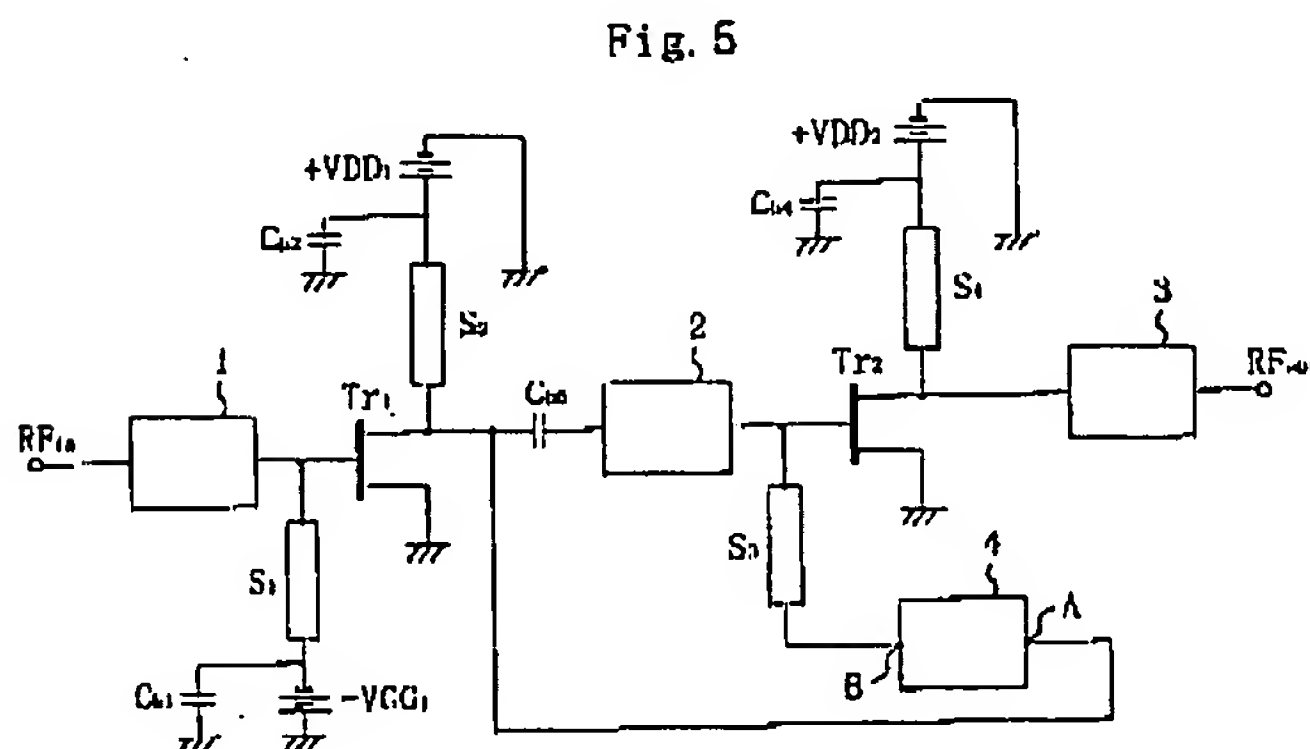 Fig. 5
+VDD₁
+VDD₂
Cb2
Cb4
S₂
S₄
1
2
3
Tr₁
Cb5
Tr₂
RFin
S₁
S₃
4
A
B
Cb1
-VGG₁